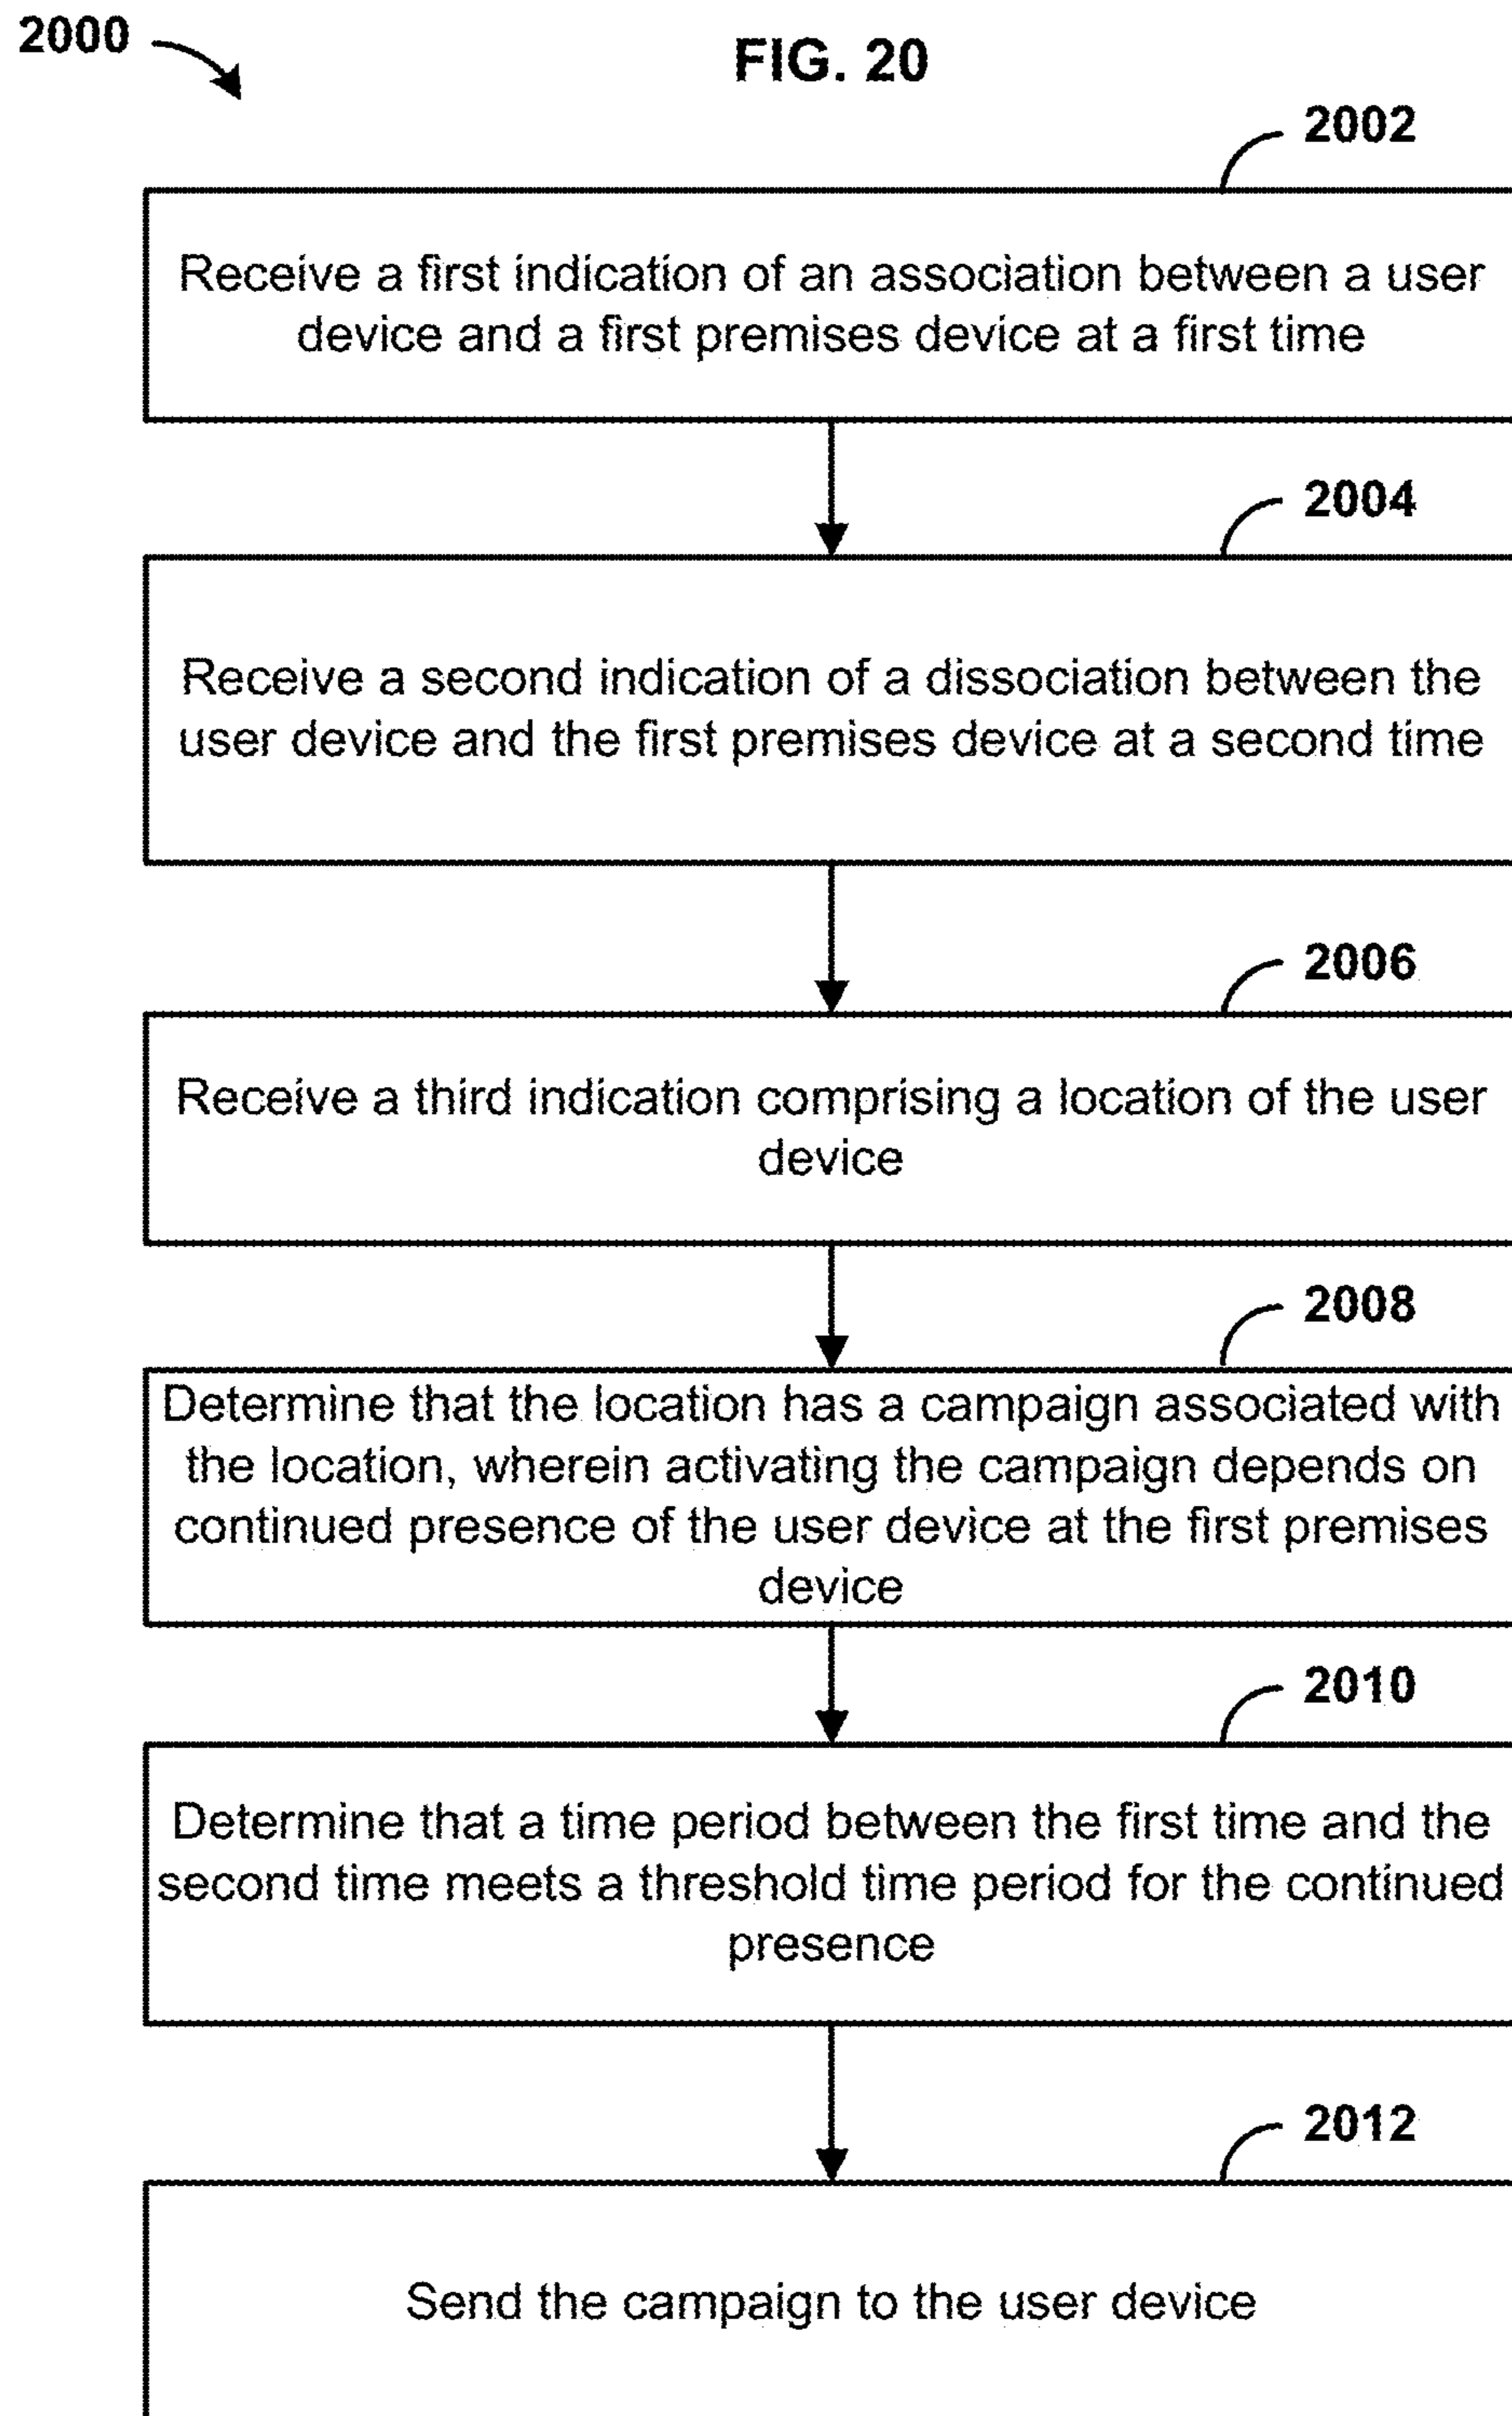 2000
FIG. 20
2002
Receive a first indication of an association between a user
device and a first premises device at a first time
2004
Receive a second indication of a dissociation between the
user device and the first premises device at a second time
2006
Receive a third indication comprising a location of the user
device
2008
Determine that the location has a campaign associated with
the location, wherein activating the campaign depends on
continued presence of the user device at the first premises
device
2010
Determine that a time period between the first time and the
second time meets a threshold time period for the continued
presence
2012
Send the campaign to the user device